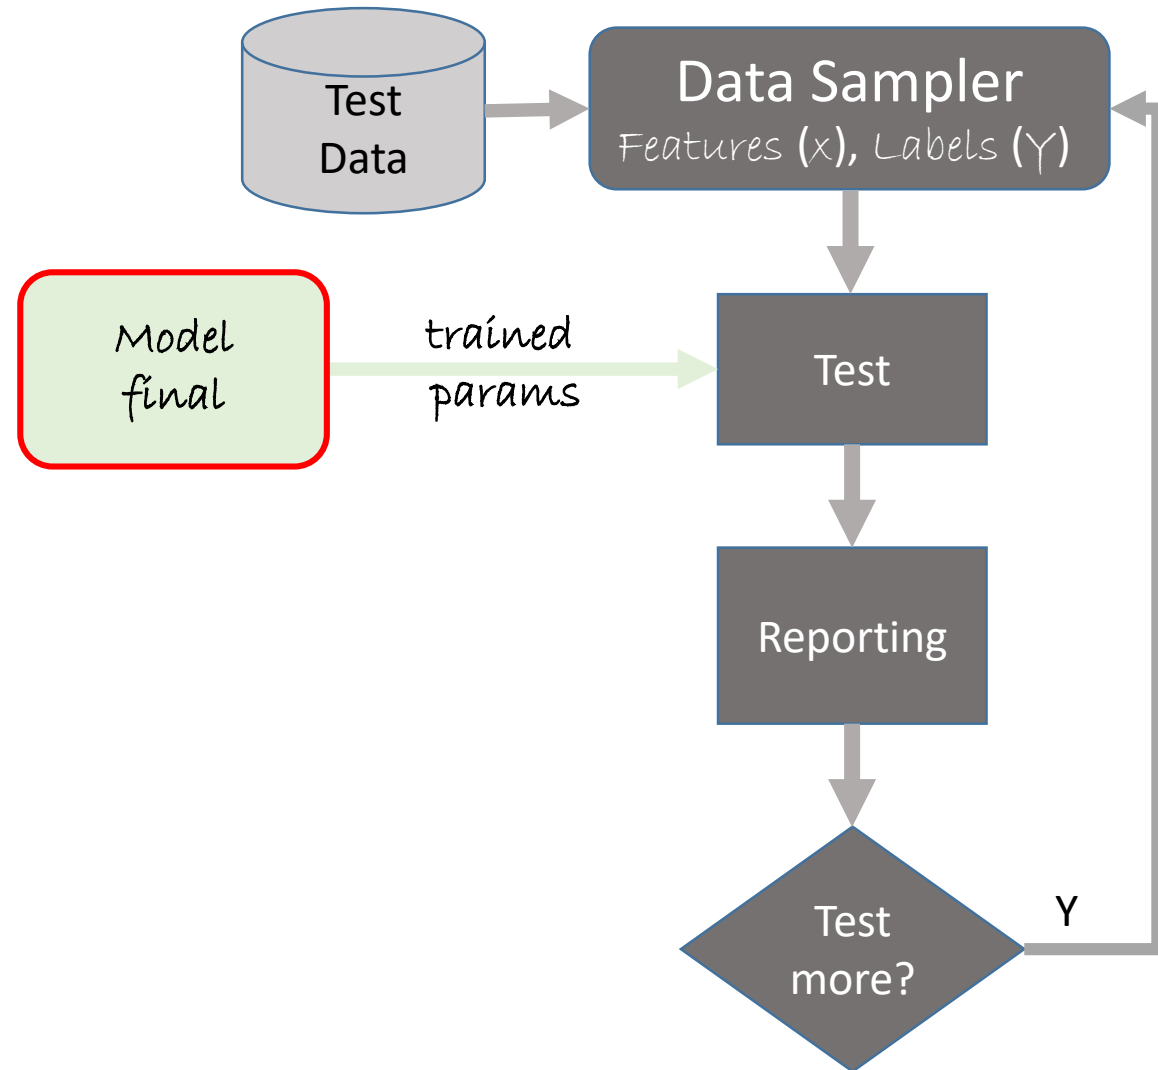 Test
Data
Data Sampler
Features (x), Labels (Y)
Model
final
trained
params
Test
Reporting
Test
more?
Y